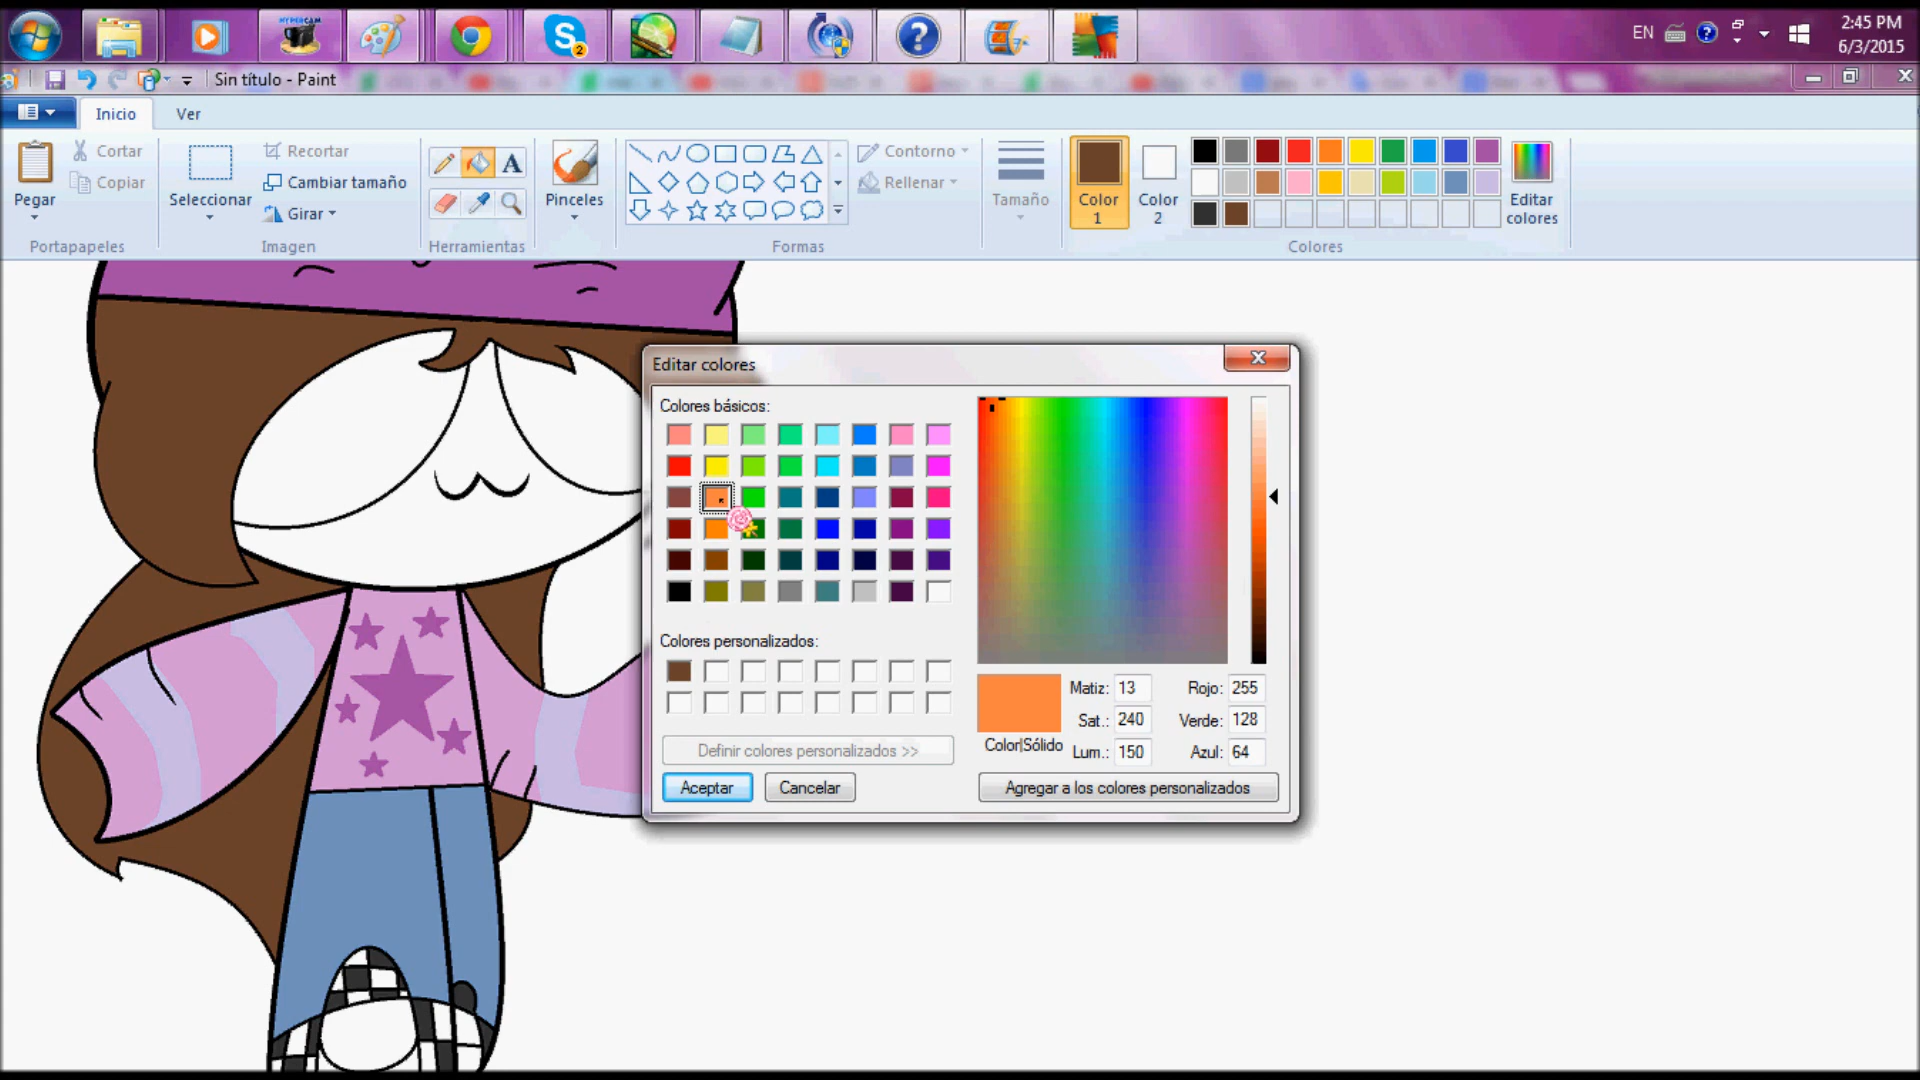 HYPERCAM
2
EN
2:45 PM
6/3/2015
Sin título - Paint
Inicio
Ver
Pegar
Cortar
Copiar
Portapapeles
Seleccionar
Recortar
Cambiar tamaño
Girar
Imagen
A
Herramientas
Pinceles
Contorno
Rellenar
Formas
Tamaño
Color
1
Color
2
Editar
colores
Colores
Editar colores
Colores básicos:
Colores personalizados:
Definir colores personalizados >>
Aceptar
Cancelar
Color|Sólido
Matiz: 13
Sat.: 240
Lum.: 150
Rojo: 255
Verde: 128
Azul: 64
Agregar a los colores personalizados